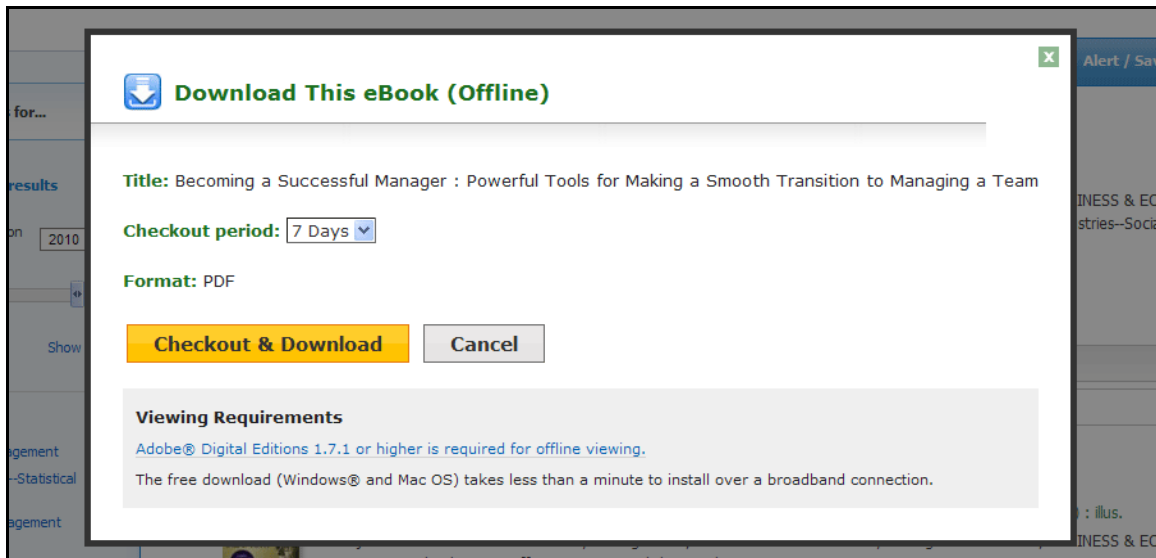 Alert / Sav
Download This eBook (Offline)
for...
results
Title: Becoming a Successful Manager : Powerful Tools for Making a Smooth Transition to Managing a Team
INESS & EC
stries--Socia
on 2010
Checkout period: 7 Days
Format: PDF
Show
Checkout & Download Cancel
Viewing Requirements
Adobe® Digital Editions 1.7.1 or higher is required for offline viewing.
The free download (Windows® and Mac OS) takes less than a minute to install over a broadband connection.
agement
--Statistical
agement
) : illus.
INESS & EC